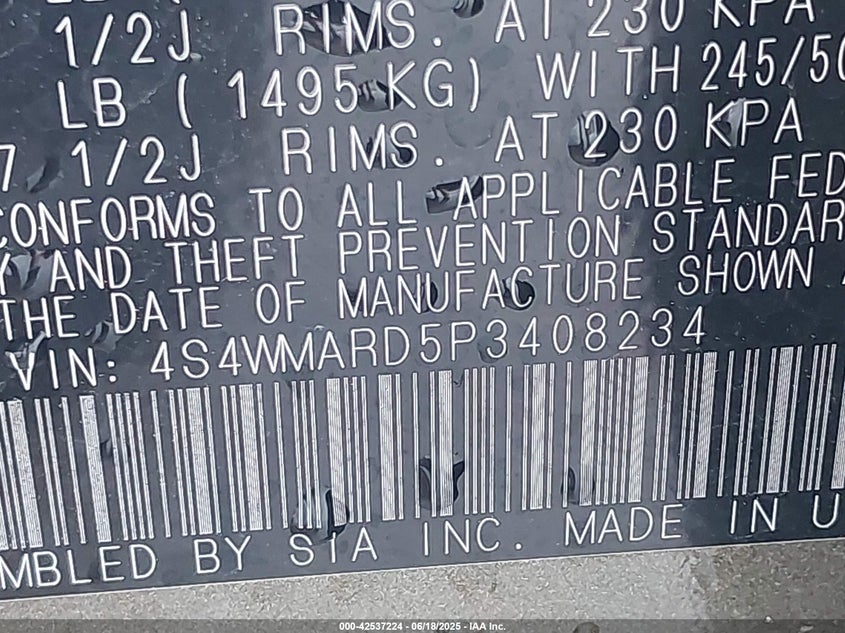 1/2J RIMS. AT 230 KPA
LB ( 1495 KG) WITH 245/50
7 1/2J RIMS. AT 230 KPA
CONFORMS TO ALL APPLICABLE FED
Y AND THEFT PREVENTION STANDAR
THE DATE OF MANUFACTURE SHOWN
VIN: 4S4WMARD5P3408234
MBLED BY SIA INC. MADE IN U
000-42537224 - 06/18/2025 - IAA Inc.